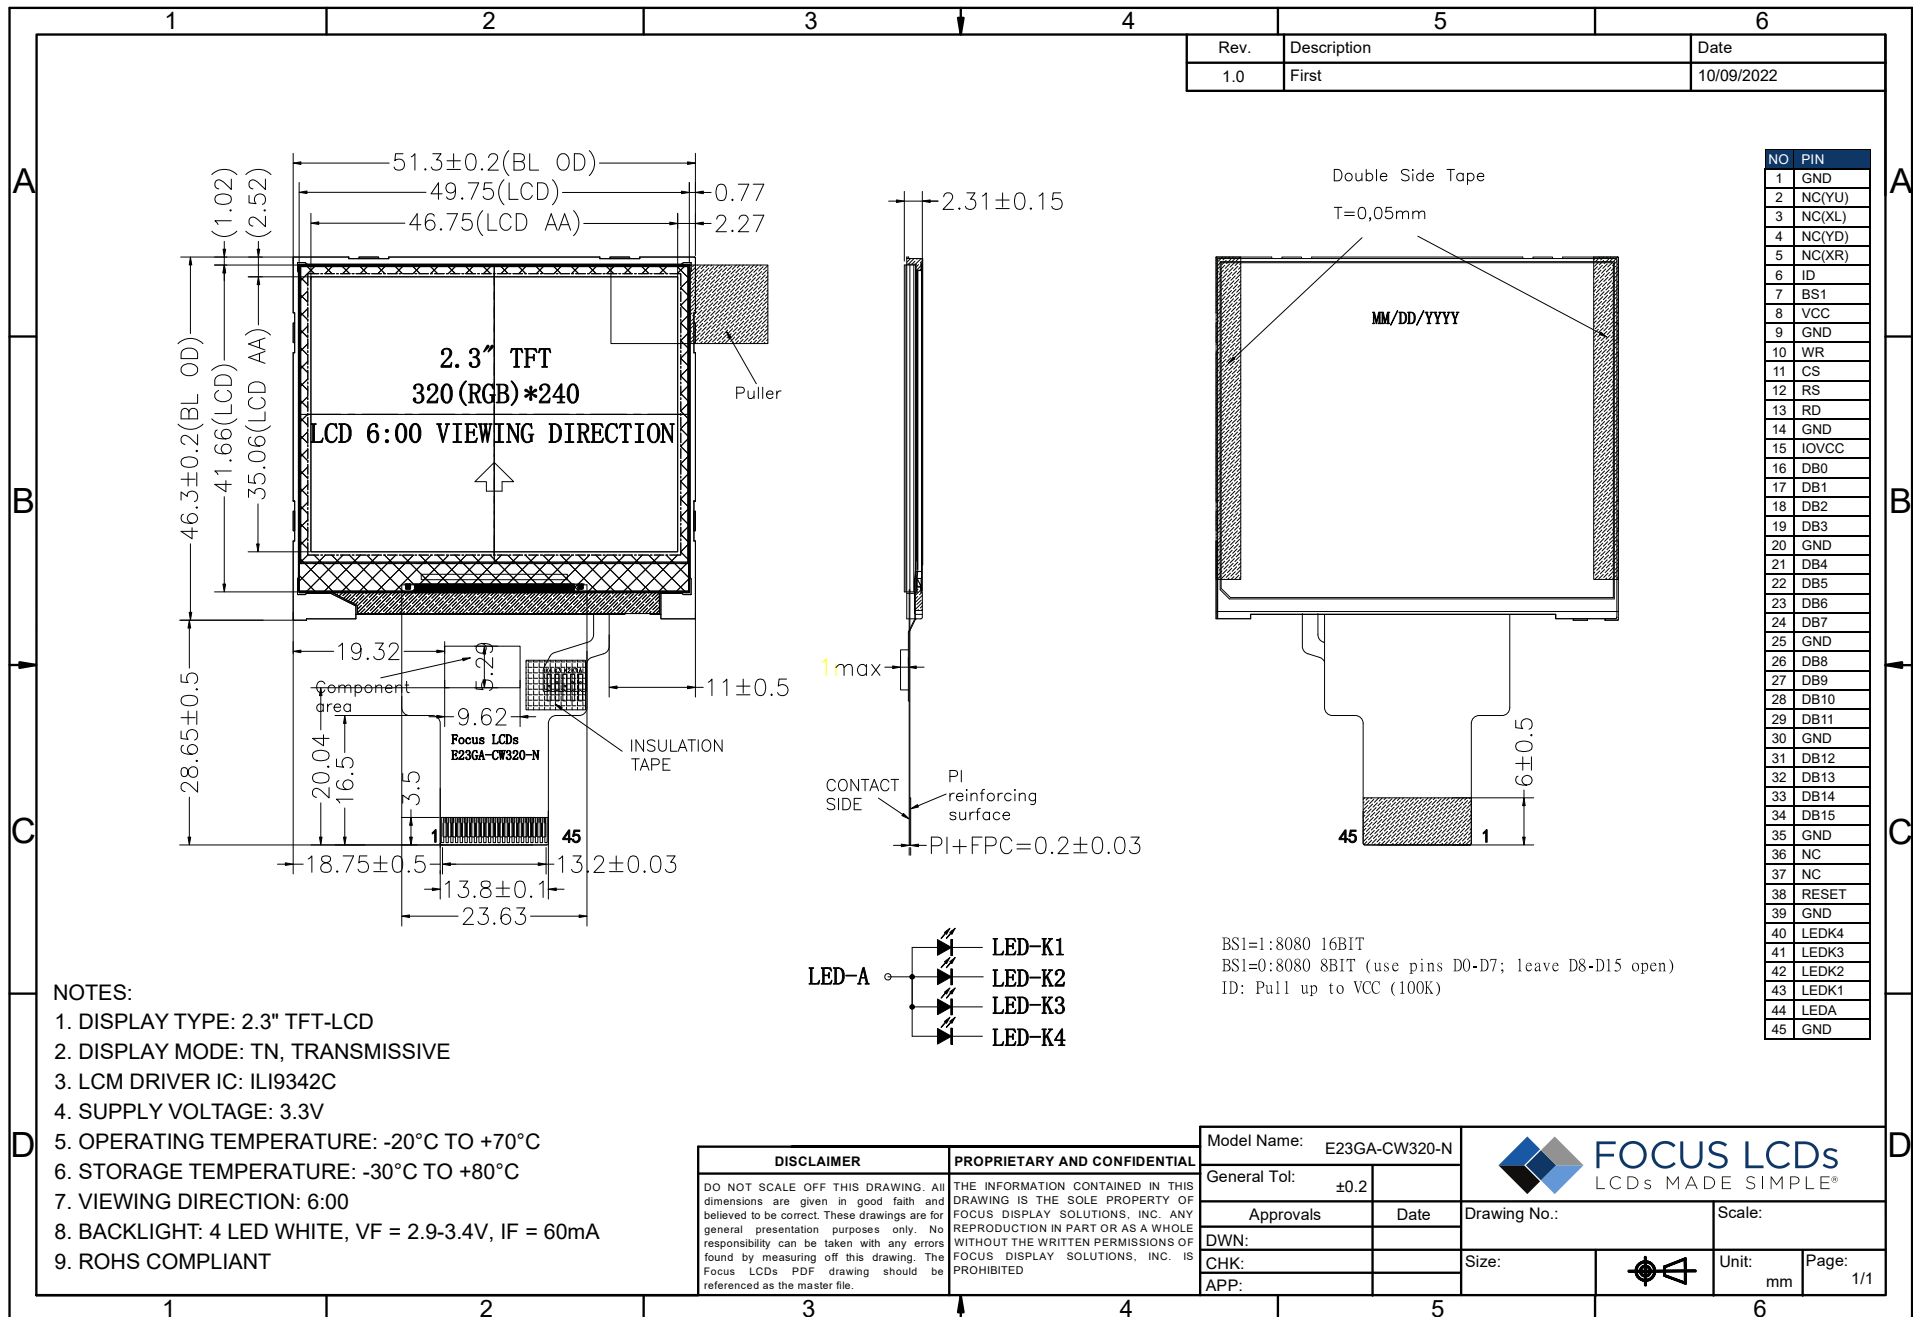 1 2 3 4 5 6
Rev. Description Date
1.0 First 10/09/2022
A A
B B
C C
D D
51.3±0.2(BL OD)
49.75(LCD)
0.77
46.75(LCD AA)
2.27
(1.02)
(2.52)
46.3±0.2(BL OD)
41.66(LCD)
35.06(LCD AA)
2.3" TFT
320(RGB)*240
LCD 6:00 VIEWING DIRECTION
Puller
2.31±0.15
Double Side Tape
T=0,05mm
MM/DD/YYYY
19.32
5.29
Component
area
11±0.5
9.62
Focus LCDs
E23GA-CW320-N
INSULATION
TAPE
28.65±0.5
20.04
16.5
3.5
1 45
18.75±0.5
13.2±0.03
13.8±0.1
23.63
1max
CONTACT
SIDE
PI
reinforcing
surface
PI+FPC=0.2±0.03
6±0.5
45 1
LED-A
LED-K1
LED-K2
LED-K3
LED-K4
BS1=1:8080 16BIT
BS1=0:8080 8BIT (use pins D0-D7; leave D8-D15 open)
ID: Pull up to VCC (100K)
NO PIN
1 GND
2 NC(YU)
3 NC(XL)
4 NC(YD)
5 NC(XR)
6 ID
7 BS1
8 VCC
9 GND
10 WR
11 CS
12 RS
13 RD
14 GND
15 IOVCC
16 DB0
17 DB1
18 DB2
19 DB3
20 GND
21 DB4
22 DB5
23 DB6
24 DB7
25 GND
26 DB8
27 DB9
28 DB10
29 DB11
30 GND
31 DB12
32 DB13
33 DB14
34 DB15
35 GND
36 NC
37 NC
38 RESET
39 GND
40 LEDK4
41 LEDK3
42 LEDK2
43 LEDK1
44 LEDA
45 GND
NOTES:
1. DISPLAY TYPE: 2.3" TFT-LCD
2. DISPLAY MODE: TN, TRANSMISSIVE
3. LCM DRIVER IC: ILI9342C
4. SUPPLY VOLTAGE: 3.3V
5. OPERATING TEMPERATURE: -20°C TO +70°C
6. STORAGE TEMPERATURE: -30°C TO +80°C
7. VIEWING DIRECTION: 6:00
8. BACKLIGHT: 4 LED WHITE, VF = 2.9-3.4V, IF = 60mA
9. ROHS COMPLIANT
DISCLAIMER
DO NOT SCALE OFF THIS DRAWING. All
dimensions are given in good faith and
believed to be correct. These drawings are for
general presentation purposes only. No
responsibility can be taken with any errors
found by measuring off this drawing. The
Focus LCDs PDF drawing should be
referenced as the master file.
PROPRIETARY AND CONFIDENTIAL
THE INFORMATION CONTAINED IN THIS
DRAWING IS THE SOLE PROPERTY OF
FOCUS DISPLAY SOLUTIONS, INC. ANY
REPRODUCTION IN PART OR AS A WHOLE
WITHOUT THE WRITTEN PERMISSIONS OF
FOCUS DISPLAY SOLUTIONS, INC. IS
PROHIBITED
Model Name: E23GA-CW320-N
General Tol: ±0.2
Approvals Date
DWN:
CHK:
APP:
FOCUS LCDs
LCDs MADE SIMPLE®
Drawing No.: Scale:
Size: Unit: mm Page: 1/1
1 2 3 4 5 6